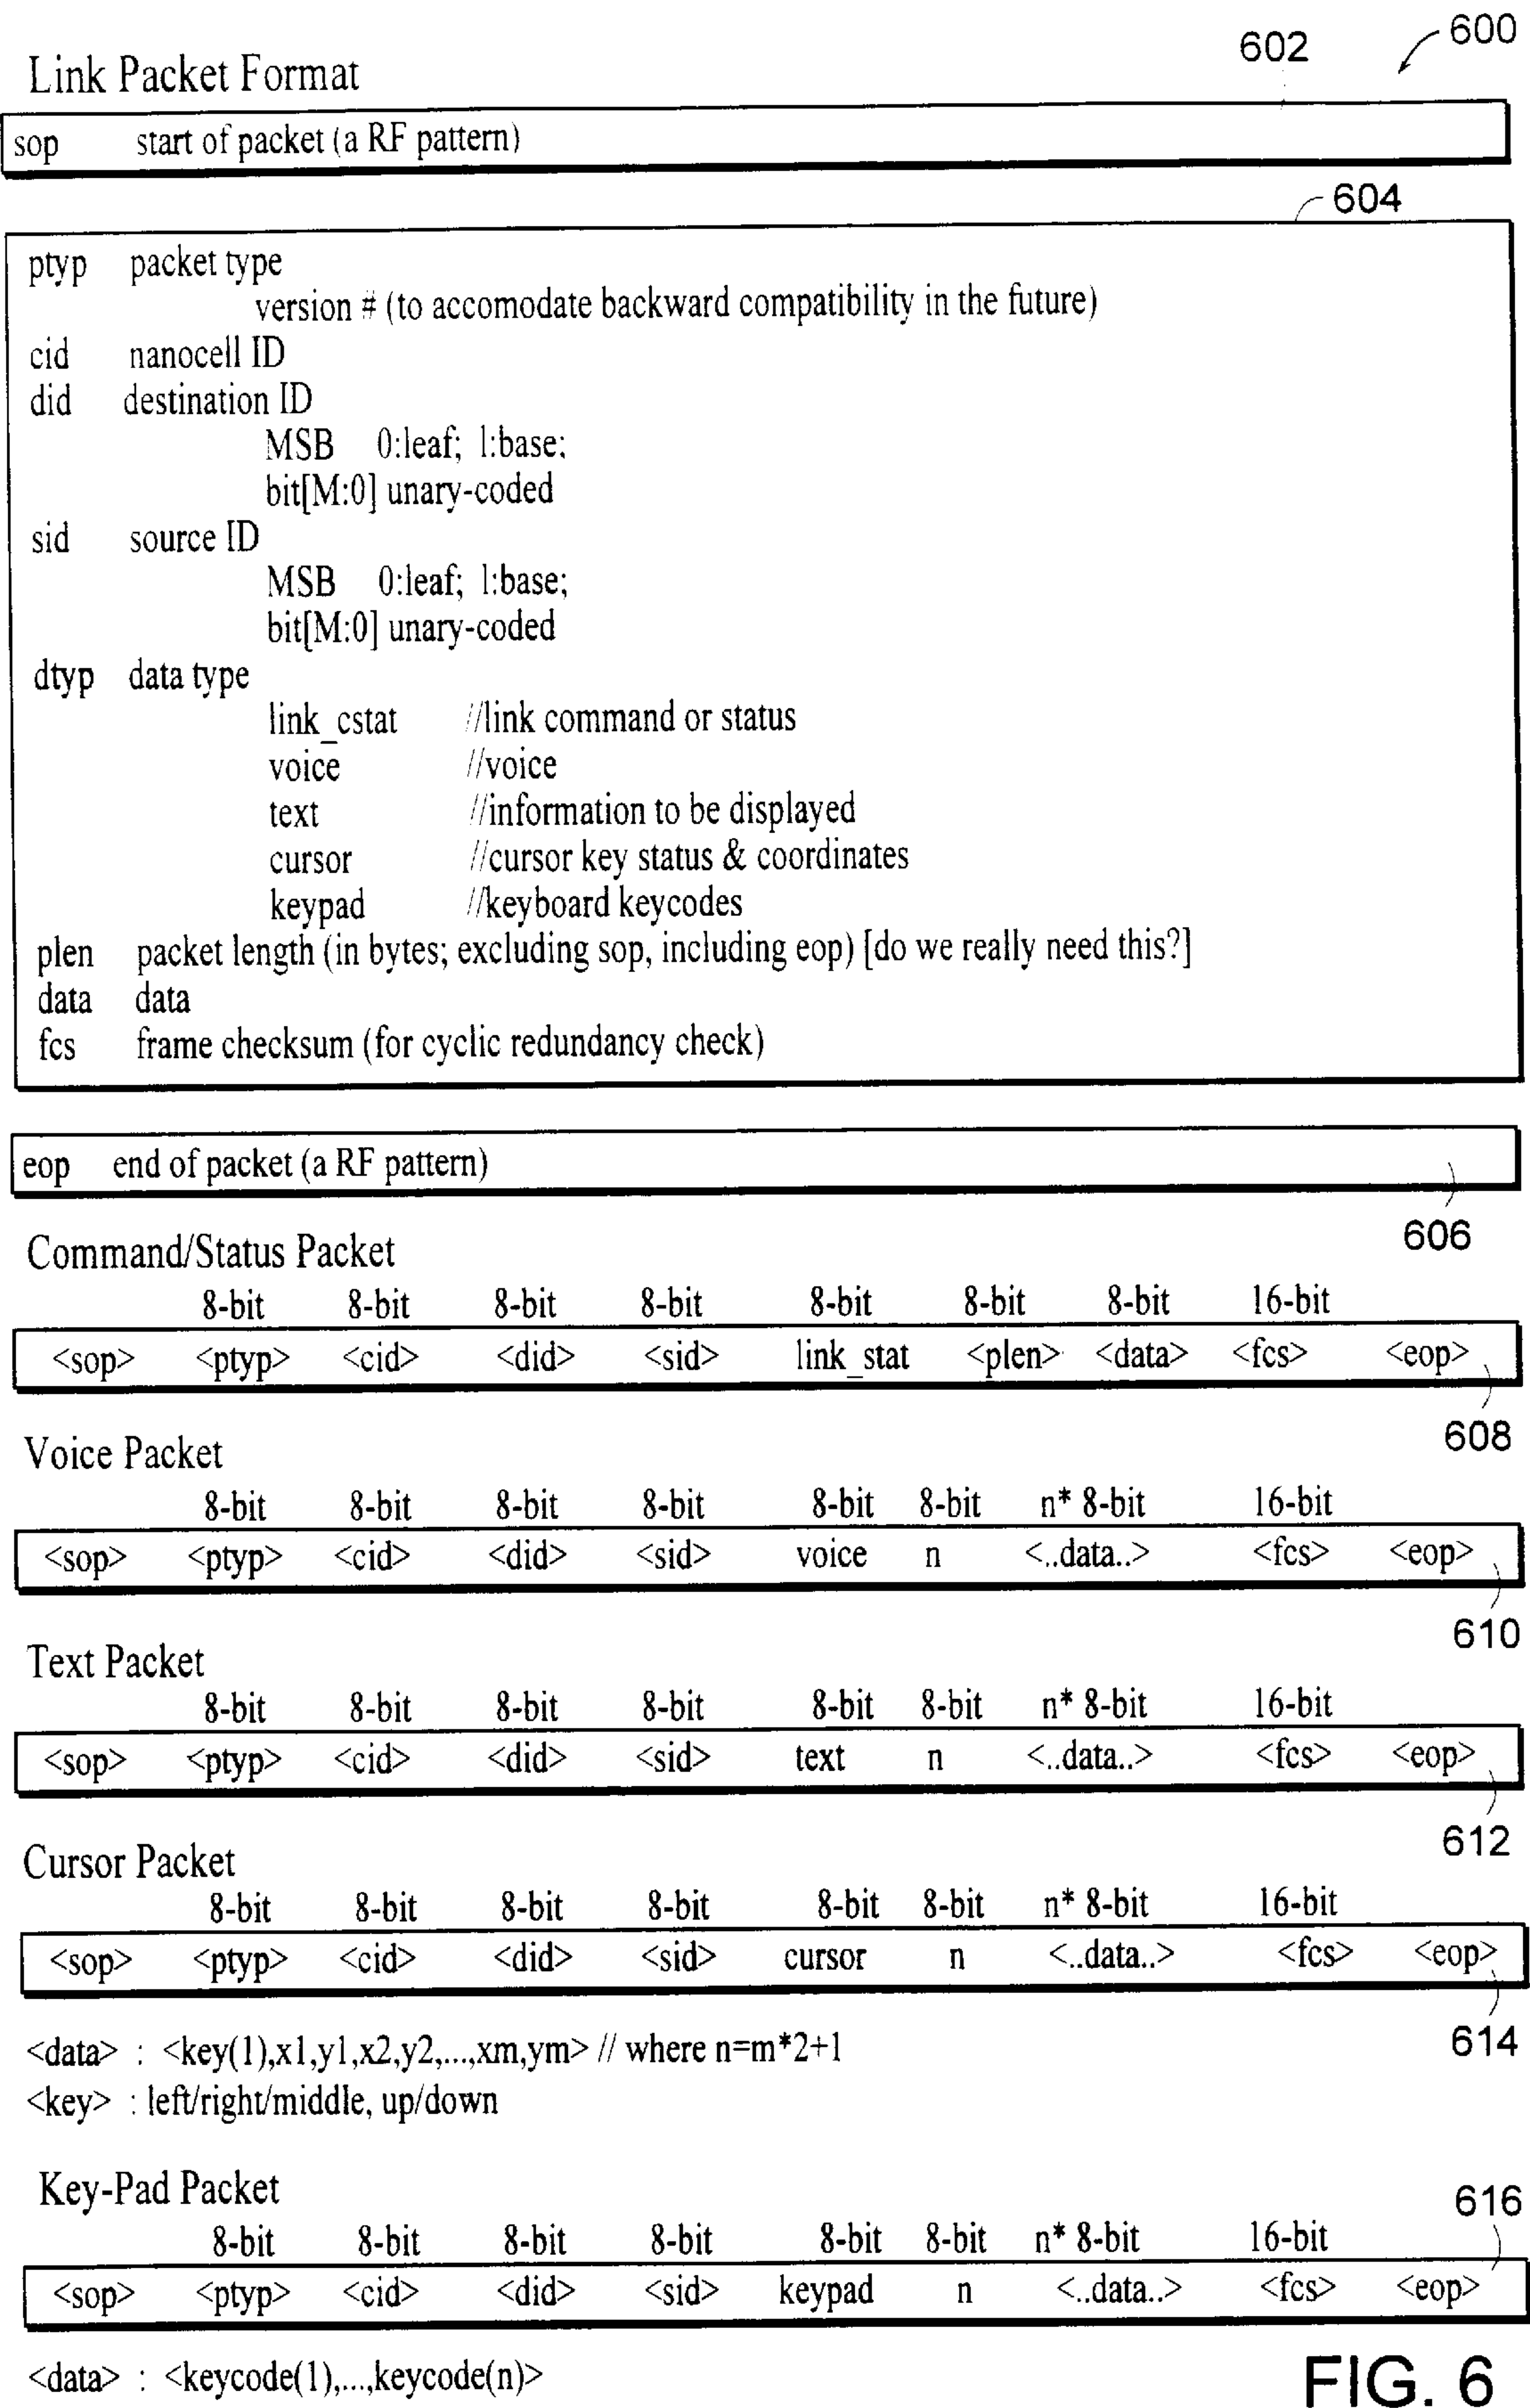 600
602
Link Packet Format
sop start of packet (a RF pattern)
604
ptyp packet type
version # (to accomodate backward compatibility in the future)
cid nanocell ID
did destination ID
MSB 0:leaf; 1:base;
bit[M:0] unary-coded
sid source ID
MSB 0:leaf; 1:base;
bit[M:0] unary-coded
dtyp data type
link_cstat //link command or status
voice //voice
text //information to be displayed
cursor //cursor key status & coordinates
keypad //keyboard keycodes
plen packet length (in bytes; excluding sop, including eop) [do we really need this?]
data data
fcs frame checksum (for cyclic redundancy check)
eop end of packet (a RF pattern)
606
Command/Status Packet
8-bit 8-bit 8-bit 8-bit 8-bit 8-bit 8-bit 16-bit
<sop> <ptyp> <cid> <did> <sid> link_stat <plen> <data> <fcs> <eop>
608
Voice Packet
8-bit 8-bit 8-bit 8-bit 8-bit 8-bit n* 8-bit 16-bit
<sop> <ptyp> <cid> <did> <sid> voice n <..data..> <fcs> <eop>
610
Text Packet
8-bit 8-bit 8-bit 8-bit 8-bit 8-bit n* 8-bit 16-bit
<sop> <ptyp> <cid> <did> <sid> text n <..data..> <fcs> <eop>
612
Cursor Packet
8-bit 8-bit 8-bit 8-bit 8-bit 8-bit n* 8-bit 16-bit
<sop> <ptyp> <cid> <did> <sid> cursor n <..data..> <fcs> <eop>
614
<data> : <key(1),x1,y1,x2,y2,...,xm,ym> // where n=m*2+1
<key> : left/right/middle, up/down
Key-Pad Packet
616
8-bit 8-bit 8-bit 8-bit 8-bit 8-bit n* 8-bit 16-bit
<sop> <ptyp> <cid> <did> <sid> keypad n <..data..> <fcs> <eop>
<data> : <keycode(1),...,keycode(n)>
FIG. 6